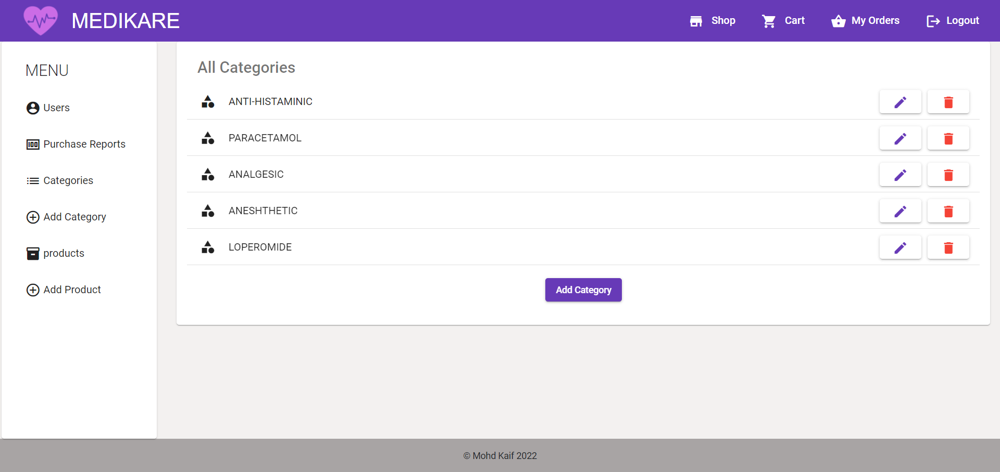 MEDIKARE
Shop
Cart
My Orders
Logout
MENU
Users
Purchase Reports
Categories
Add Category
products
Add Product
All Categories
ANTI-HISTAMINIC
PARACETAMOL
ANALGESIC
ANESHTHETIC
LOPEROMIDE
Add Category
© Mohd Kaif 2022